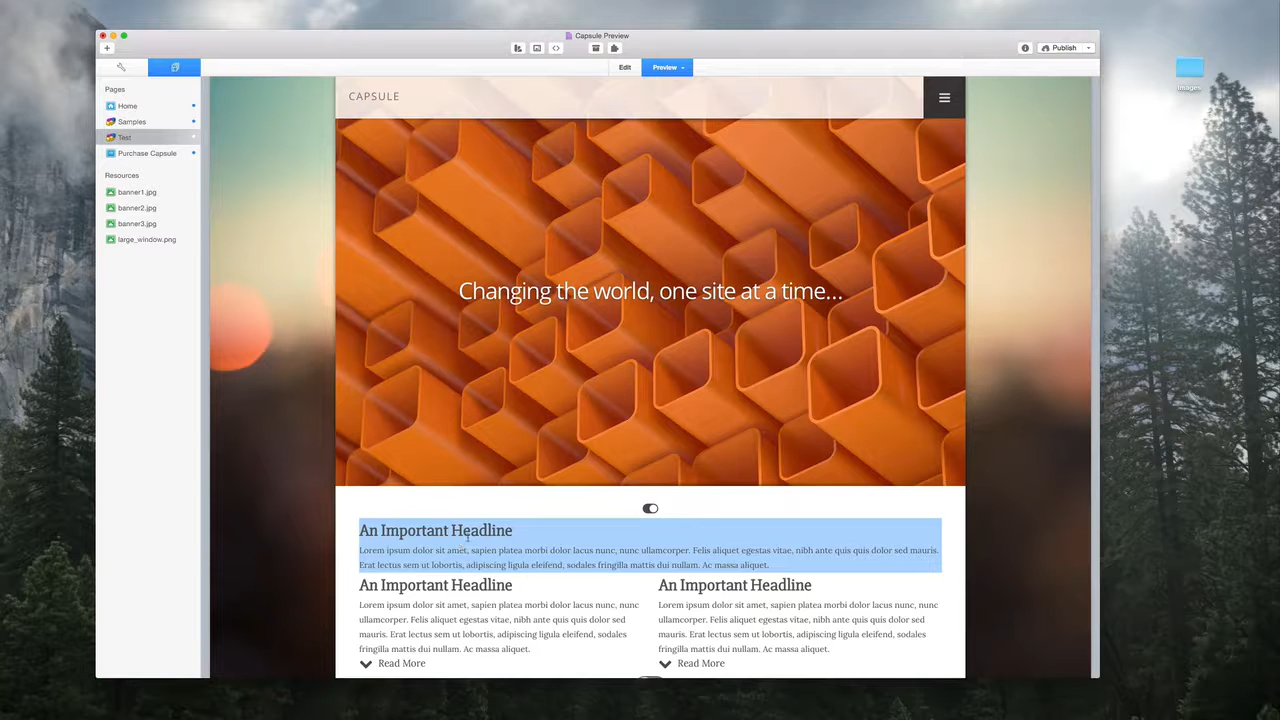 Capsule Preview
Publish
Edit
Preview
Images
Pages
Home
Samples
Test
Purchase Capsule
Resources
banner1.jpg
banner2.jpg
banner3.jpg
large_window.png
CAPSULE
Changing the world, one site at a time...
An Important Headline
Lorem ipsum dolor sit amet, sapien platea morbi dolor lacus nunc, nunc ullamcorper. Felis aliquet egestas vitae, nibh ante quis quis dolor sed mauris.
Erat lectus sem ut lobortis, adipiscing ligula eleifend, sodales fringilla mattis dui nullam. Ac massa aliquet.
An Important Headline
Lorem ipsum dolor sit amet, sapien platea morbi dolor lacus nunc, nunc
ullamcorper. Felis aliquet egestas vitae, nibh ante quis quis dolor sed
mauris. Erat lectus sem ut lobortis, adipiscing ligula eleifend, sodales
fringilla mattis dui nullam. Ac massa aliquet.
Read More
An Important Headline
Lorem ipsum dolor sit amet, sapien platea morbi dolor lacus nunc, nunc
ullamcorper. Felis aliquet egestas vitae, nibh ante quis quis dolor sed
mauris. Erat lectus sem ut lobortis, adipiscing ligula eleifend, sodales
fringilla mattis dui nullam. Ac massa aliquet.
Read More